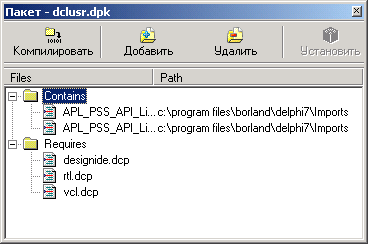 Пакет - dclusr.dpk
Компилировать Добавить Удалить Установить
Files Path
Contains
APL_PSS_API_Li... c:\program files\borland\delphi7\Imports
APL_PSS_API_Li... c:\program files\borland\delphi7\Imports
Requires
designide.dcp
rtl.dcp
vcl.dcp